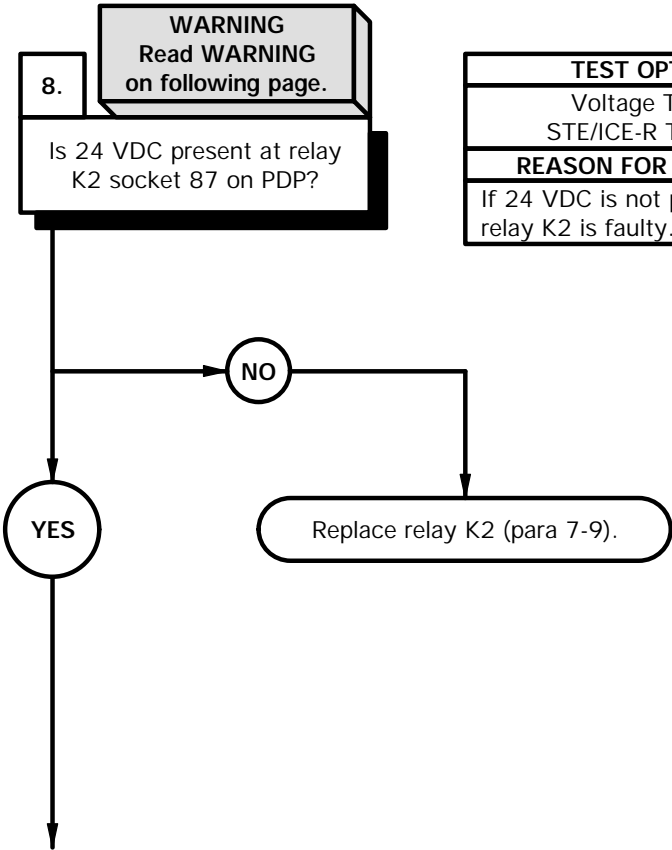 WARNING
Read WARNING
on following page.
8.
Is 24 VDC present at relay
K2 socket 87 on PDP?
TEST OPT
Voltage T
STE/ICE-R T
REASON FOR
If 24 VDC is not p
relay K2 is faulty.
NO
YES
Replace relay K2 (para 7-9).